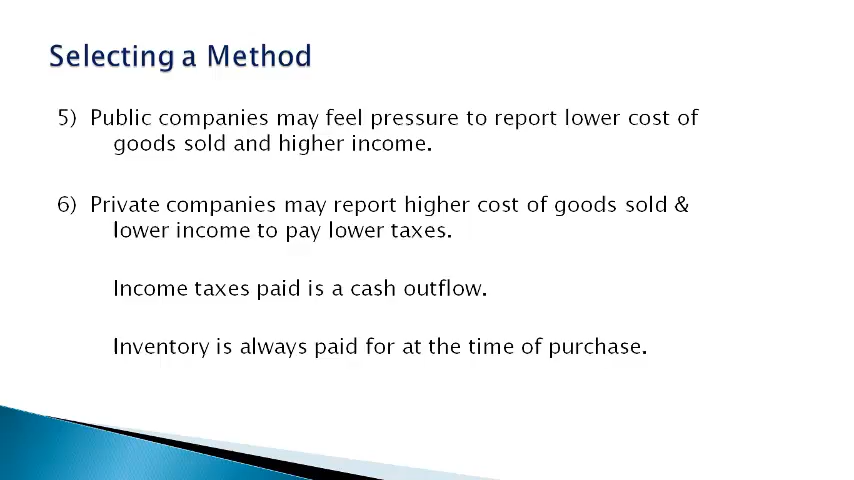 Selecting a Method
5) Public companies may feel pressure to report lower cost of
goods sold and higher income.
6) Private companies may report higher cost of goods sold &
lower income to pay lower taxes.
Income taxes paid is a cash outflow.
Inventory is always paid for at the time of purchase.